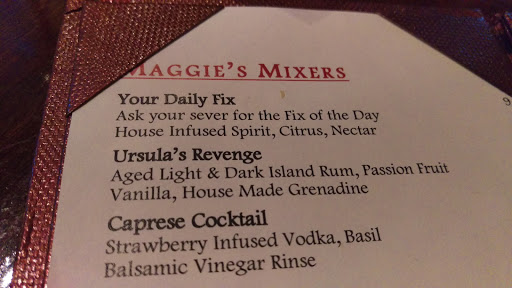 MAGGIE'S MIXERS
9
Your Daily Fix
Ask your sever for the Fix of the Day
House Infused Spirit, Citrus, Nectar
Ursula's Revenge
Aged Light & Dark Island Rum, Passion Fruit
Vanilla, House Made Grenadine
Caprese Cocktail
Strawberry Infused Vodka, Basil
Balsamic Vinegar Rinse